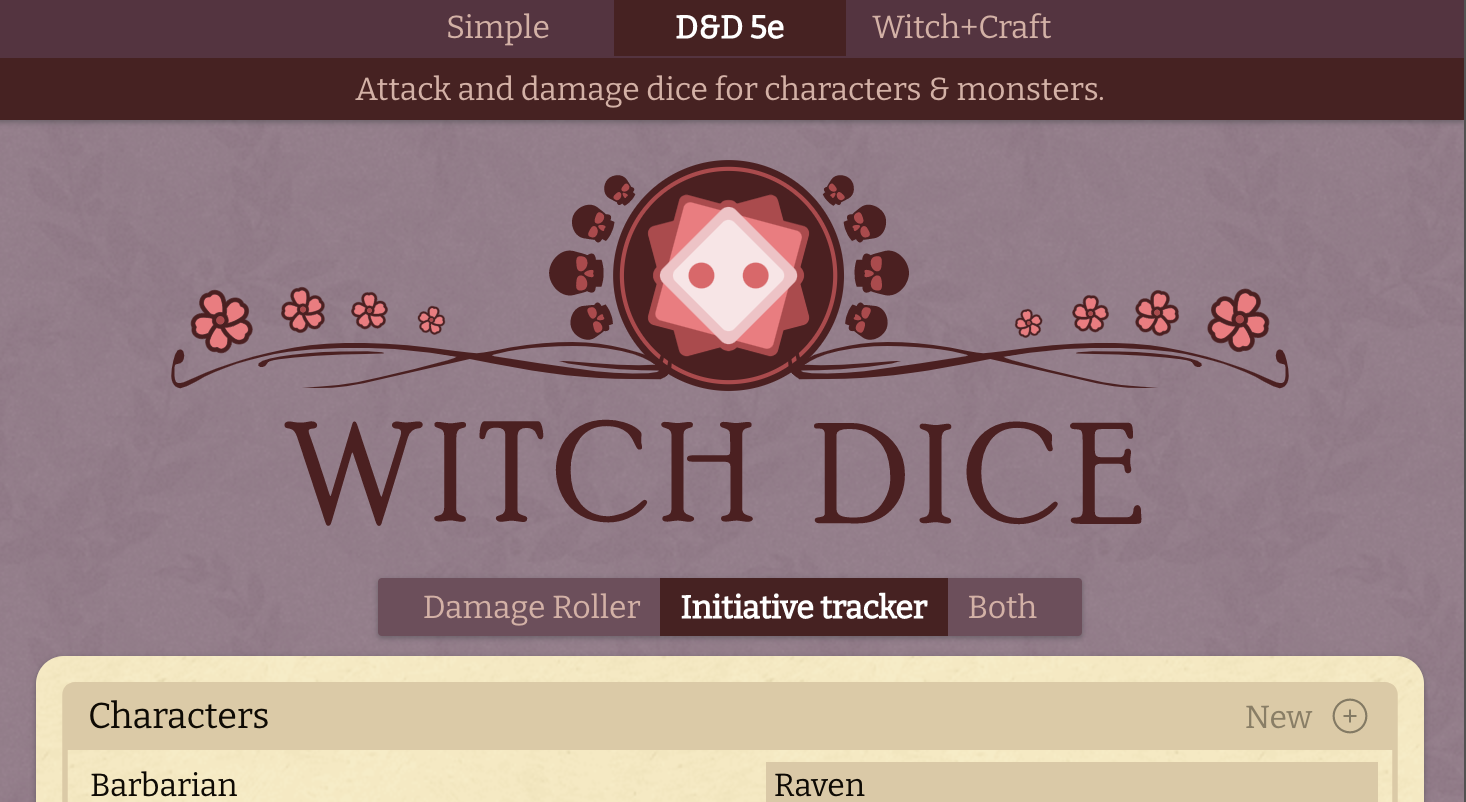 Simple D&D 5e Witch+Craft
Attack and damage dice for characters & monsters.
WITCH DICE
Damage Roller Initiative tracker Both
Characters New +
Barbarian Raven